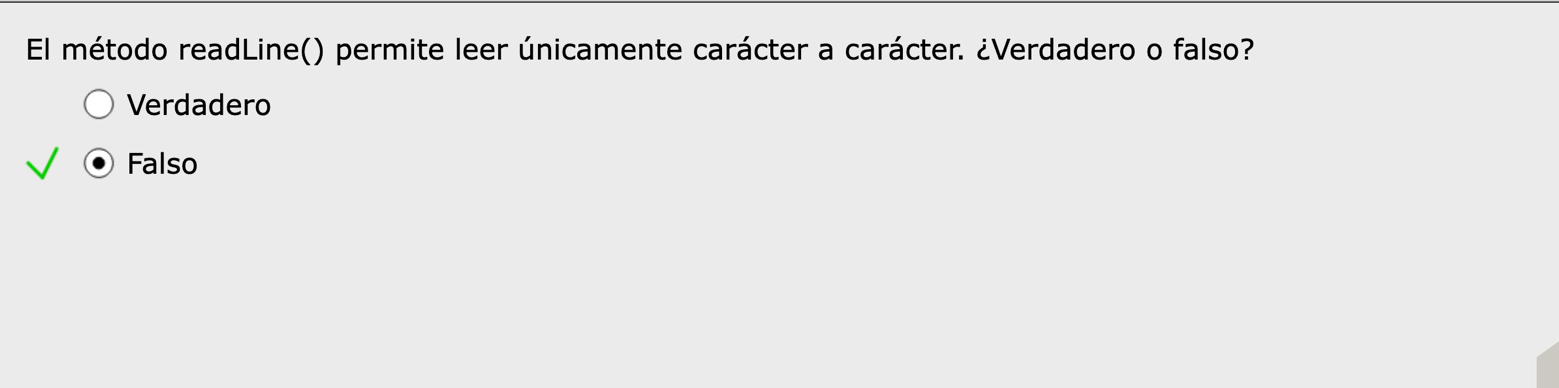 El método readLine() permite leer únicamente carácter a carácter. ¿Verdadero o falso?
Verdadero
Falso